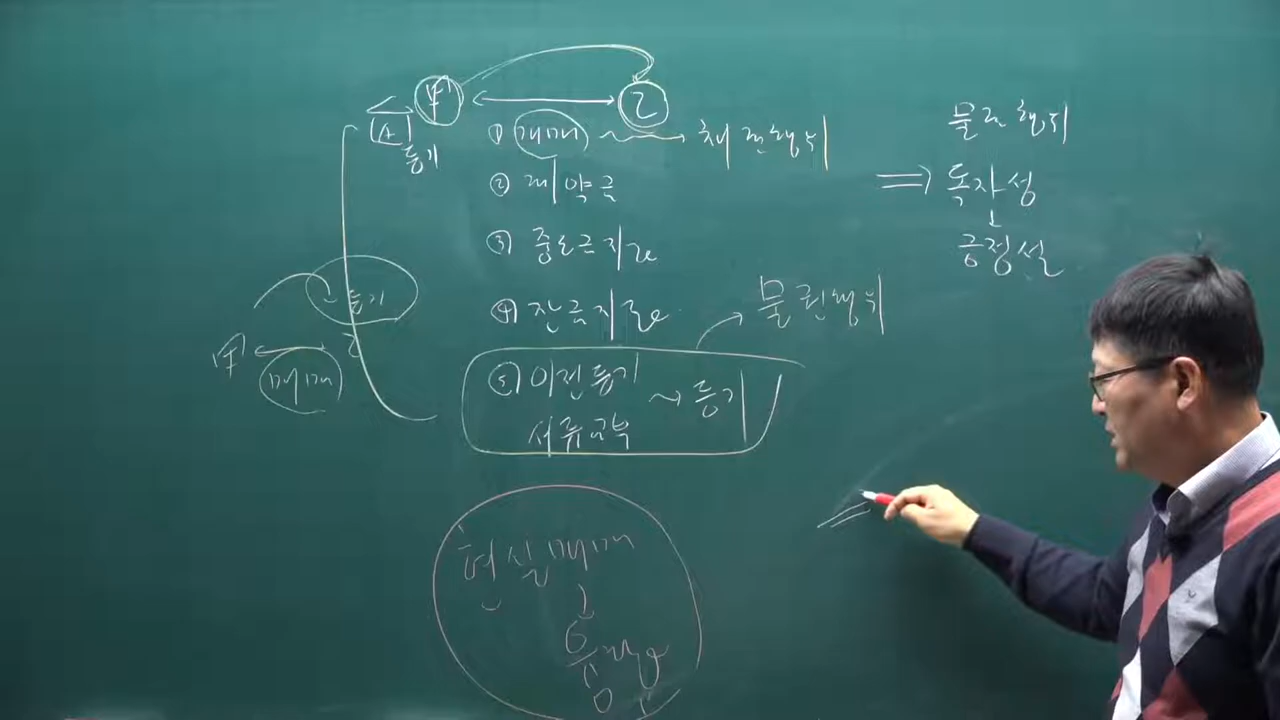 甲 乙
등기
① 매매 채권행위
② 계약금
③ 중도금지급
④ 잔금지급
⑤ 이전등기 등기
서류교부
물권행위
물권행위
⇒ 독자성
긍정설
등기
甲 乙
매매
현실매매